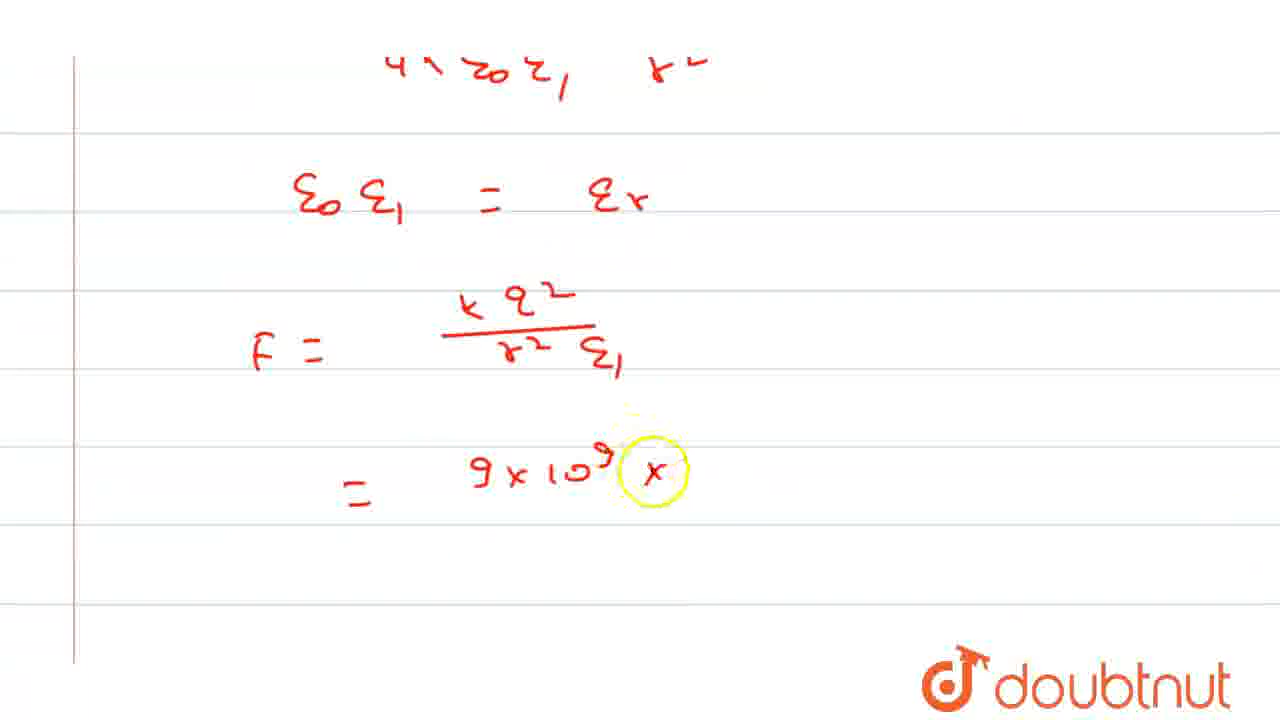 ε₀ ε₁ = εr
F = k q² / r² ε₁
= 9 × 10⁹ ×
doubtnut